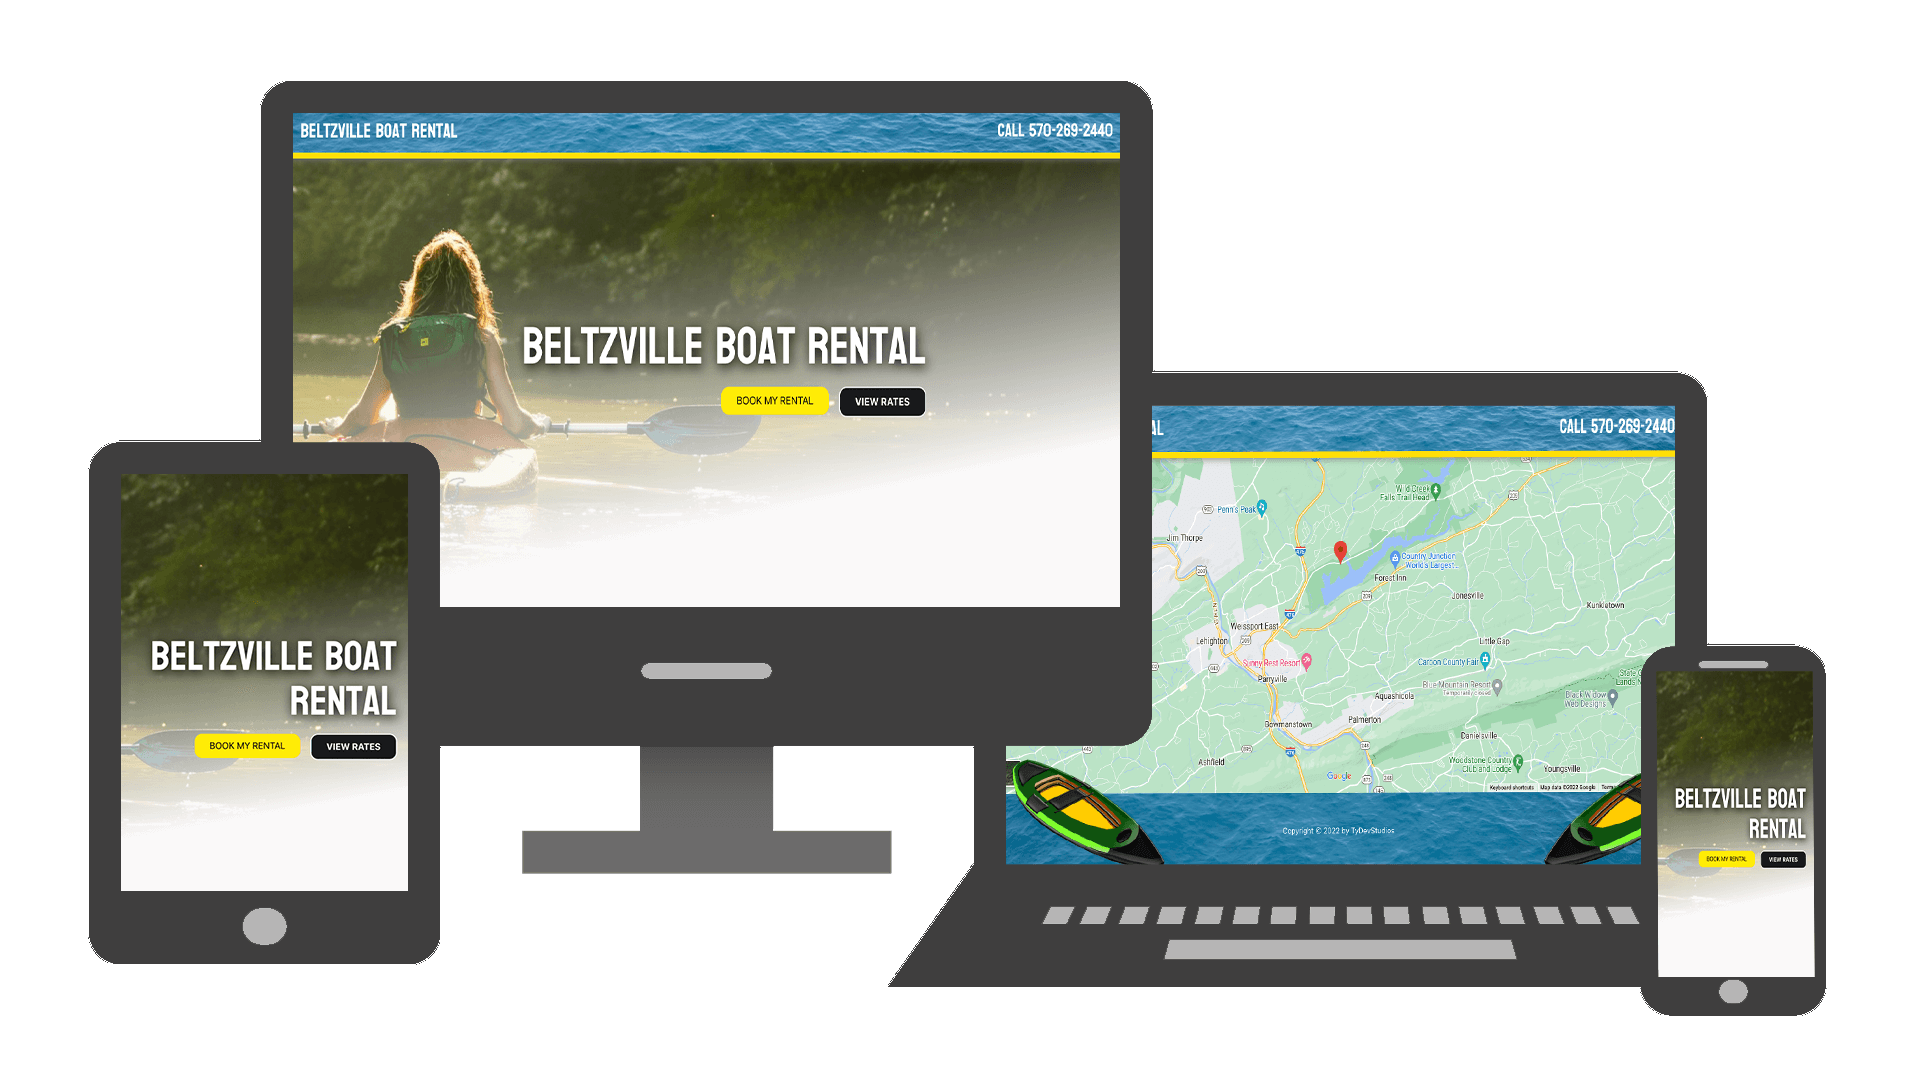 BELTZVILLE BOAT RENTAL
CALL 570-269-2440
BELTZVILLE BOAT RENTAL
BOOK MY RENTAL
VIEW RATES
BELTZVILLE BOAT
RENTAL
BOOK MY RENTAL
VIEW RATES
AL
CALL 570-269-2440
Wild Creek
Falls Trail Head
Penn's Peak
Jim Thorpe
Country Junction
World's Largest...
Forest Inn
Jonesville
Kunkletown
Weissport East
Lehighton
Little Gap
Sunny Rest Resort
Carbon County Fair
Parryville
Blue Mountain Resort
Temporarily closed
State G
Lands N
Aquashicola
Black Widow
Web Designs
Palmerton
Bowmanstown
Danielsville
Ashfield
Woodstone Country
Club and Lodge
Youngsville
Google
Keyboard shortcuts
Map data ©2022 Google
Terms
Copyright © 2022 by TyDevStudios
BELTZVILLE BOAT
RENTAL
BOOK MY RENTAL
VIEW RATES